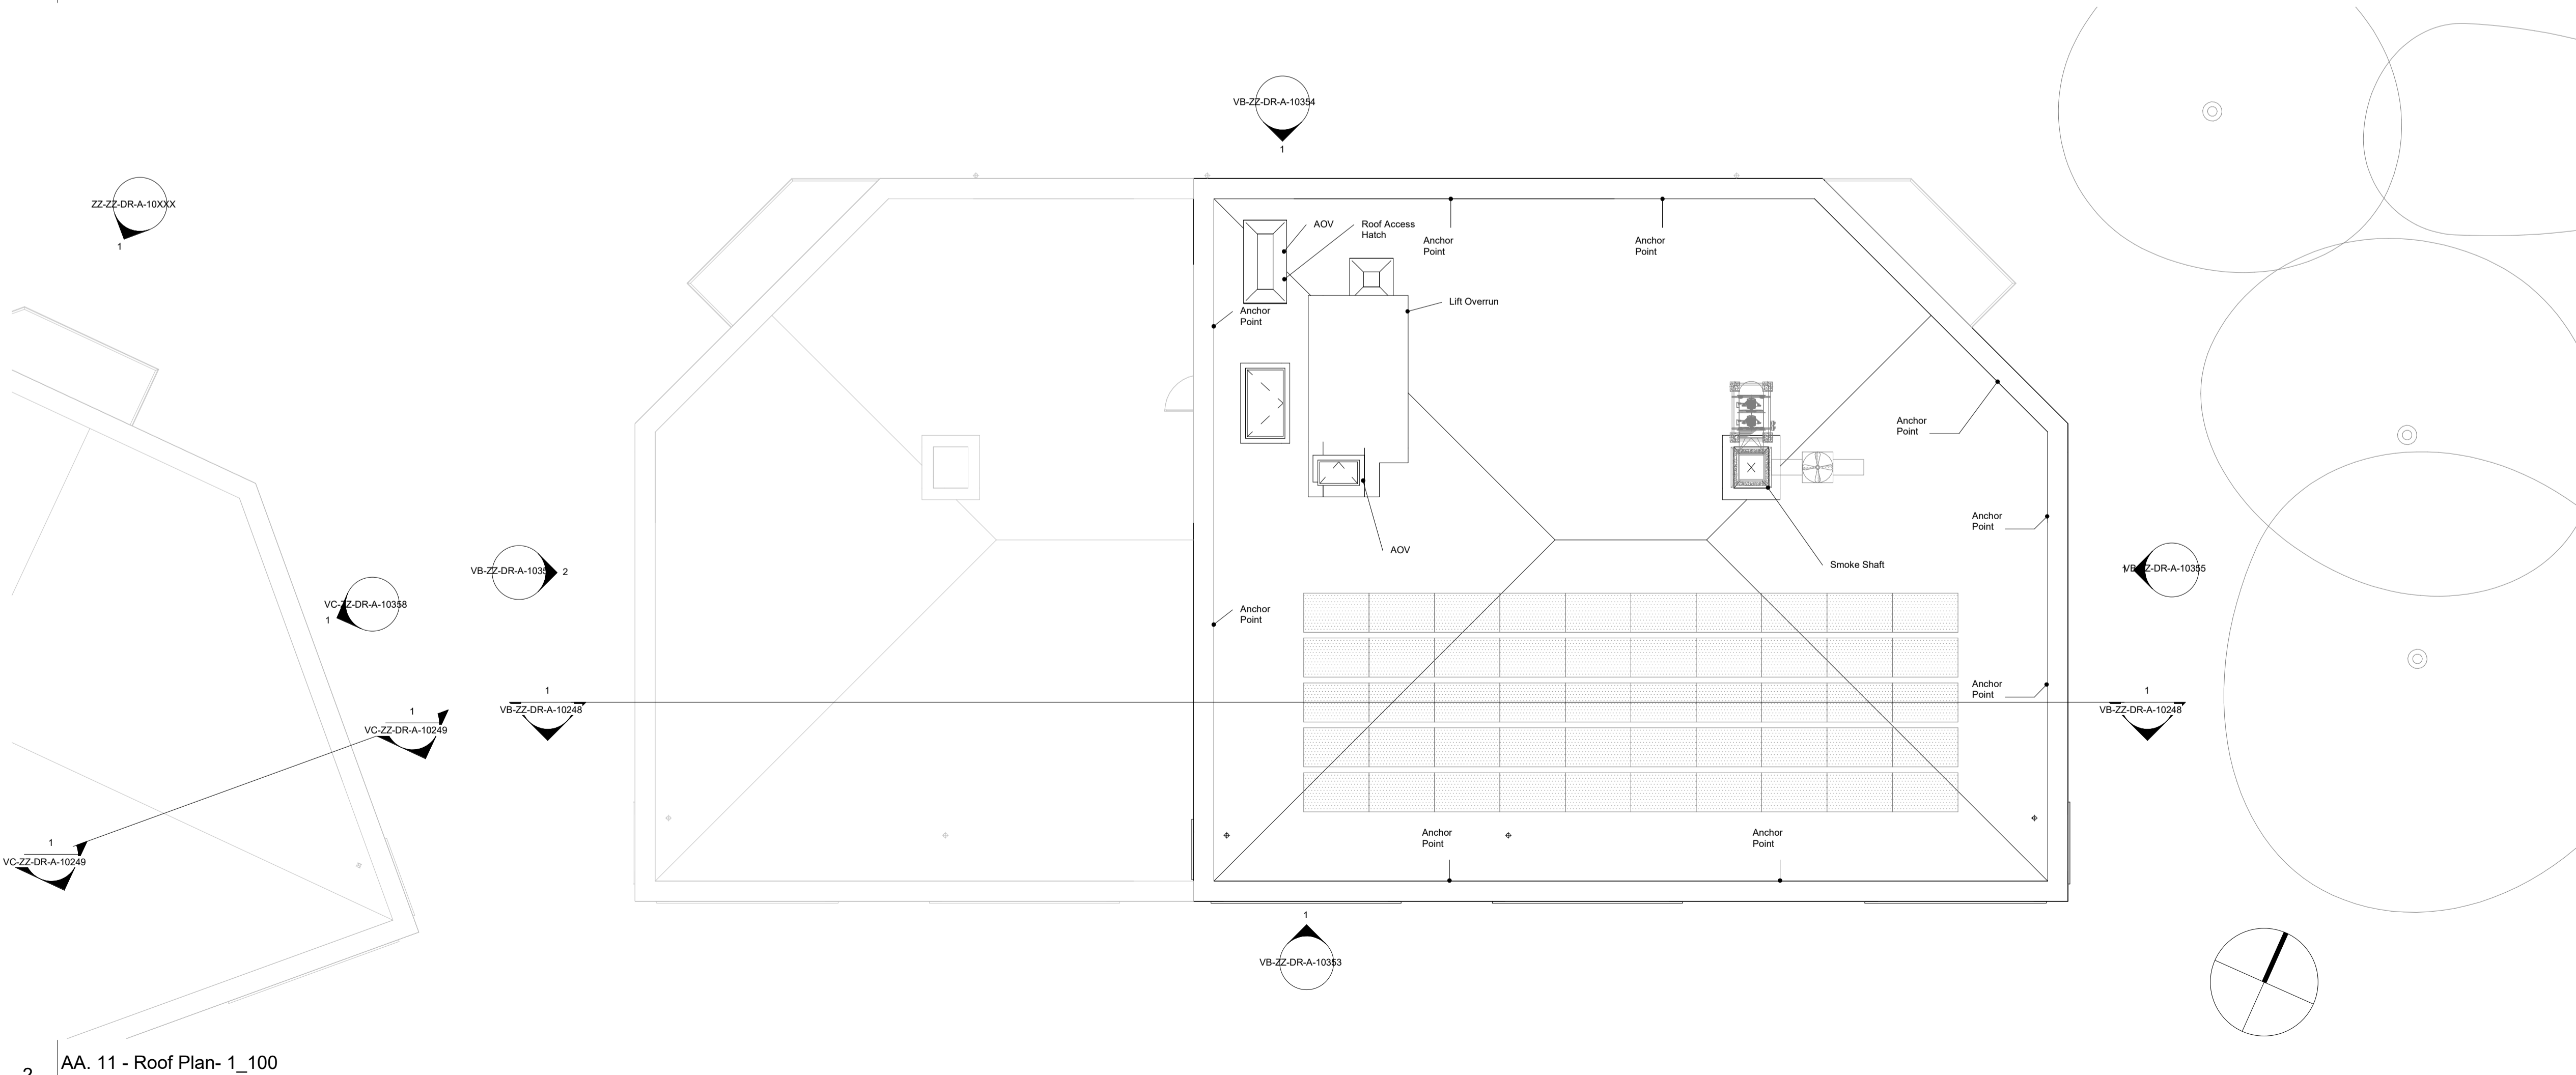 VB-ZZ-DR-A-10354
1
ZZ-ZZ-DR-A-10XXX
1
AOV
Roof Access
Hatch
Anchor
Point
Anchor
Point
Lift Overrun
Anchor
Point
Anchor
Point
Anchor
Point
AOV
Smoke Shaft
VB-ZZ-DR-A-10355
1
2
VC-ZZ-DR-A-10358
1
Anchor
Point
Anchor
Point
1
VB-ZZ-DR-A-10248
1
VB-ZZ-DR-A-10248
1
VC-ZZ-DR-A-10249
1
VC-ZZ-DR-A-10249
Anchor
Point
Anchor
Point
1
VB-ZZ-DR-A-10353
AA. 11 - Roof Plan- 1_100
2